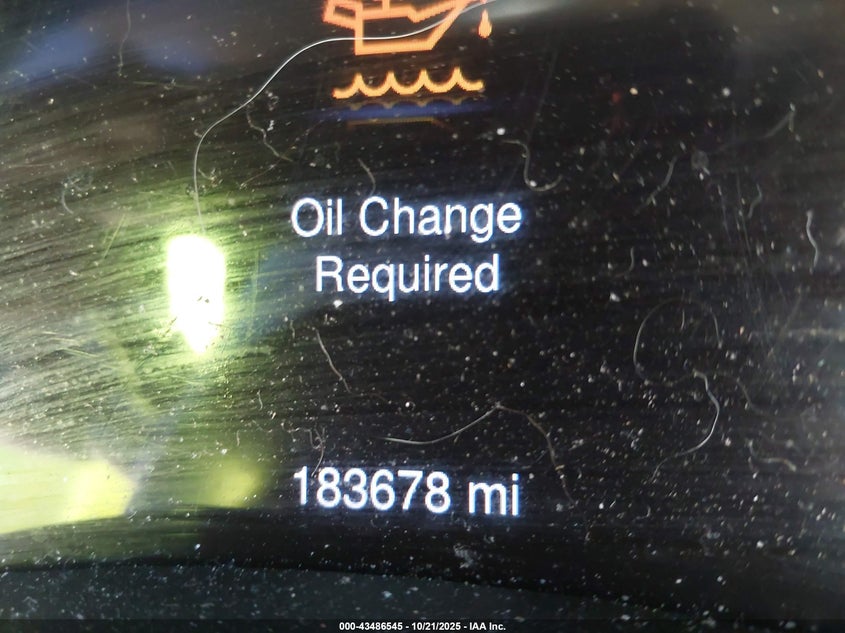 Oil Change
Required
183678 mi
000-43486545 - 10/21/2025 - IAA Inc.